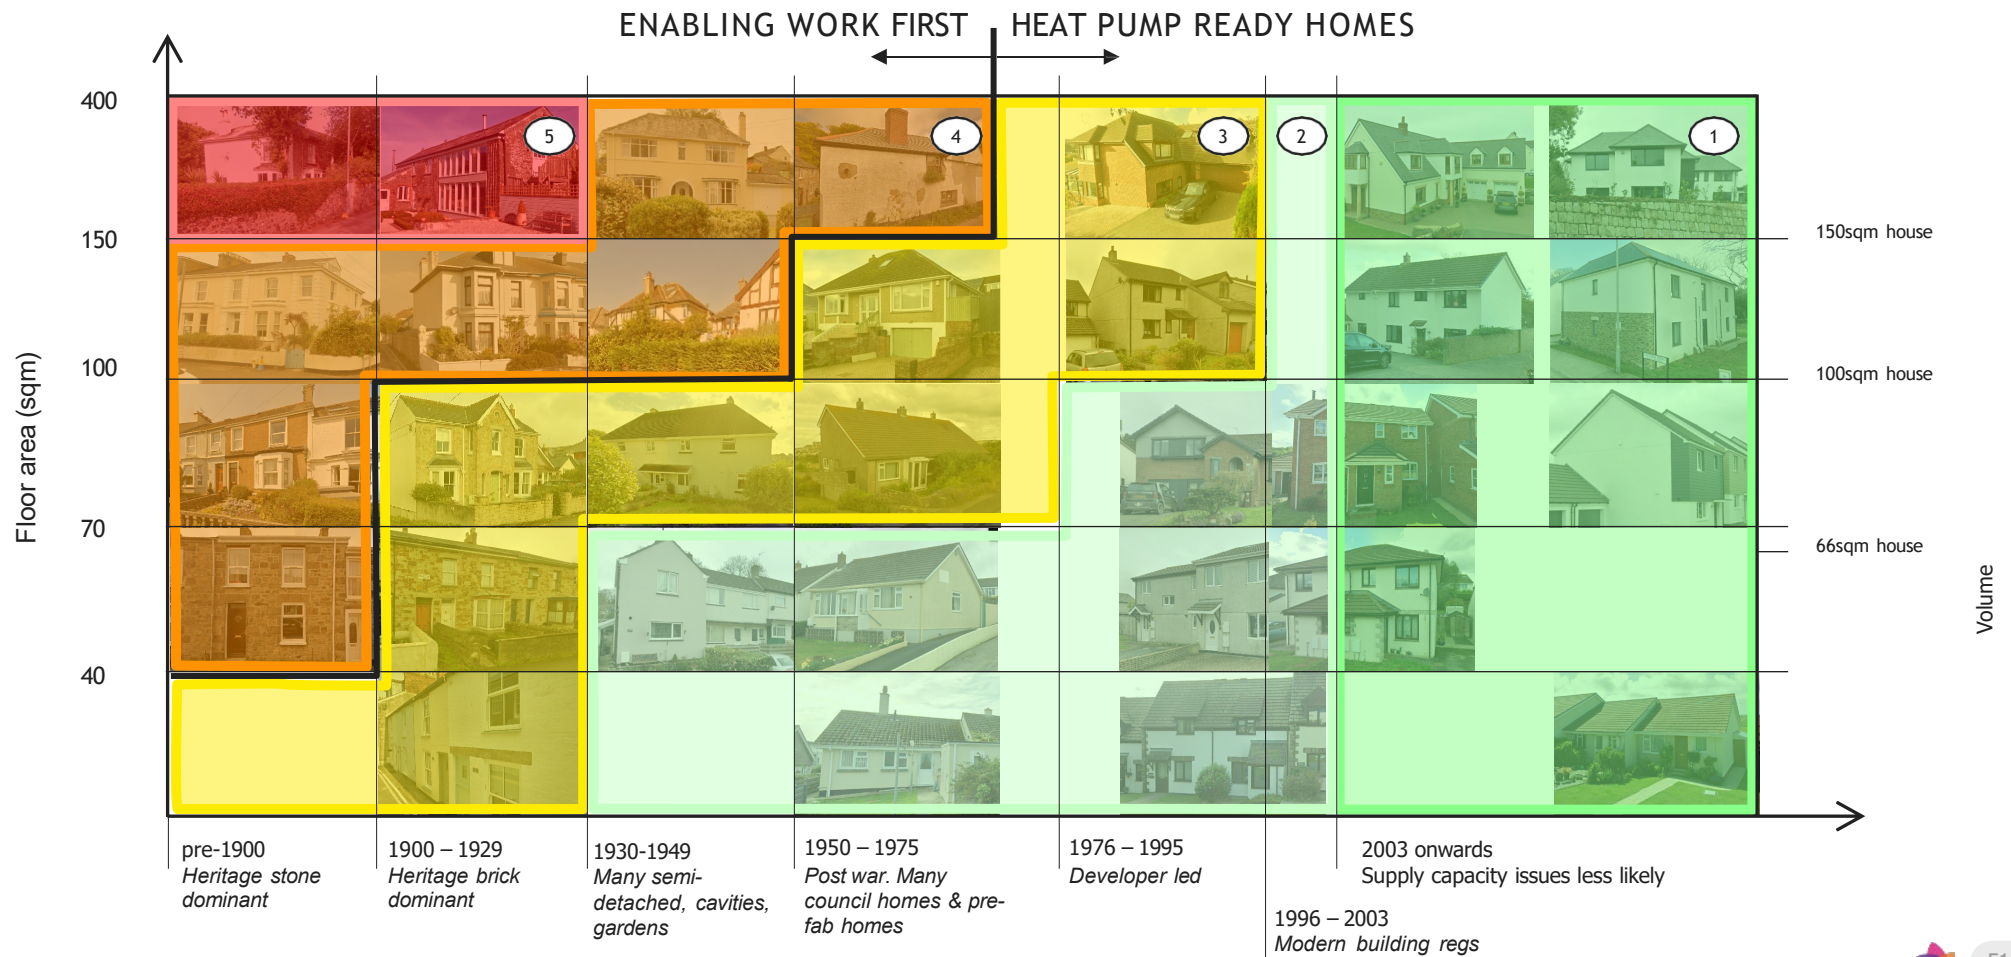 ENABLING WORK FIRST
HEAT PUMP READY HOMES
400
150
100
70
40
Floor area (sqm)
5
4
3
2
1
150sqm house
100sqm house
66sqm house
Volume
pre-1900
Heritage stone
dominant
1900 – 1929
Heritage brick
dominant
1930-1949
Many semi-
detached, cavities,
gardens
1950 – 1975
Post war. Many
council homes & pre-
fab homes
1976 – 1995
Developer led
1996 – 2003
Modern building regs
2003 onwards
Supply capacity issues less likely